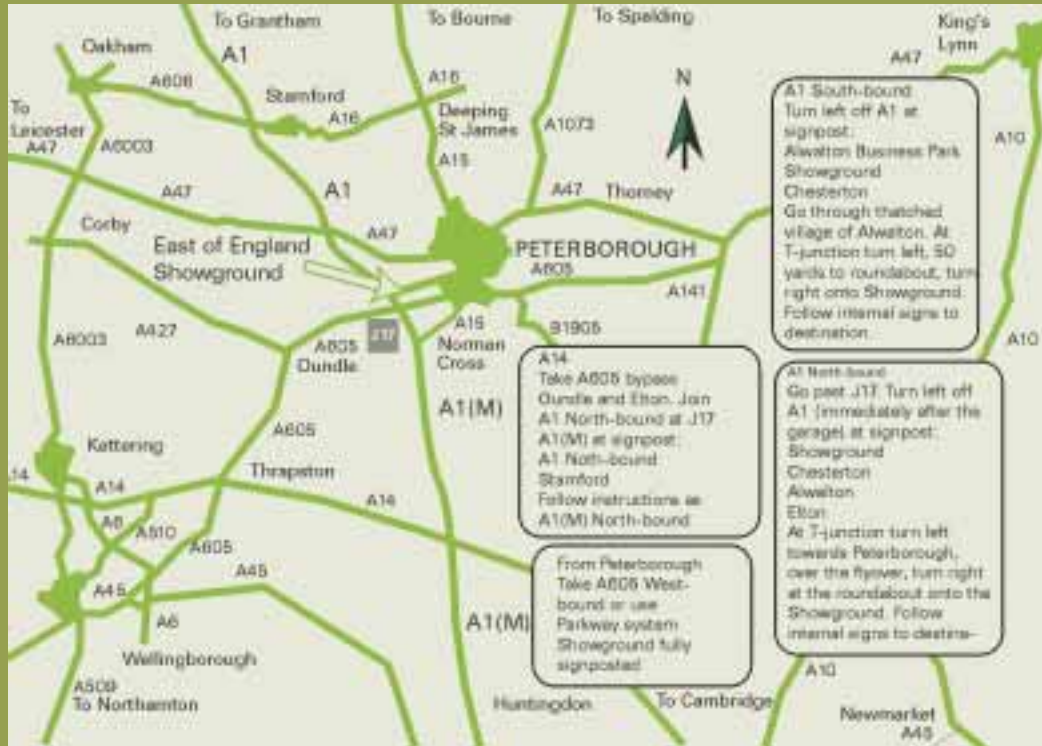 To Grantham
To Bourne
To Spalding
King's
Lynn
Oakham
A1
A47
A606
A16
Stamford
N
To
Leicester
A16
Deeping
St James
A1073
A10
A47
A6003
A15
A47
A1
A47
Thorney
Corby
East of England
Showground
A47
PETERBOROUGH
A605
A141
A6003
A427
A605
J17
A15
B1905
Oundle
Norman
Cross
A10
A1(M)
A605
Kettering
Thrapston
A14
A14
A14
A6
A510
A605
A45
A45
A6
A1(M)
Wellingborough
A509
To Northamton
Huntingdon
To Cambridge
A10
Newmarket
A45
A1 South-bound
Turn left off A1 at
signpost:
Alwalton Business Park
Showground
Chesterton
Go through thatched
village of Alwalton. At
T-junction turn left, 50
yards to roundabout, turn
right onto Showground.
Follow internal signs to
destination.
A14
Take A605 bypass
Oundle and Elton. Join
A1 North-bound at J17
A1(M) at signpost:
A1 Noth-bound
Stamford
Follow instructions as
A1(M) North-bound
A1 North-bound
Go past J17. Turn left off
A1 (immediately after the
garage) at signpost:
Showground
Chesterton
Alwalton
Elton
At T-junction turn left
towards Peterborough,
over the flyover, turn right
at the roundabout onto the
Showground. Follow
internal signs to destina-
From Peterborough
Take A605 West-
bound or use
Parkway system
Showground fully
signposted